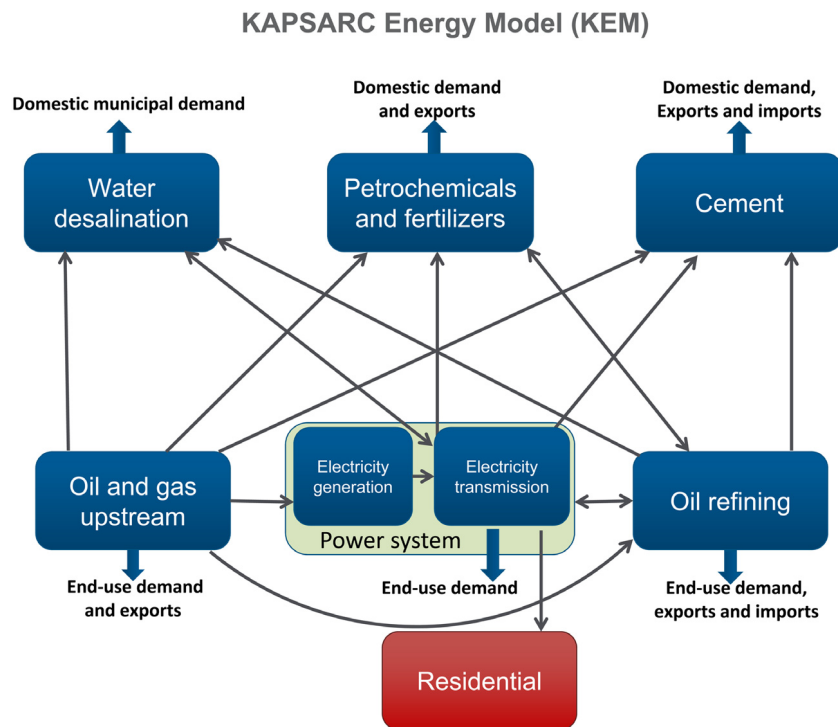 KAPSARC Energy Model (KEM)
Domestic municipal demand
Domestic demand
and exports
Domestic demand,
Exports and imports
Water
desalination
Petrochemicals
and fertilizers
Cement
Oil and gas
upstream
Electricity
generation
Electricity
transmission
Power system
Oil refining
End-use demand
and exports
End-use demand
End-use demand,
exports and imports
Residential